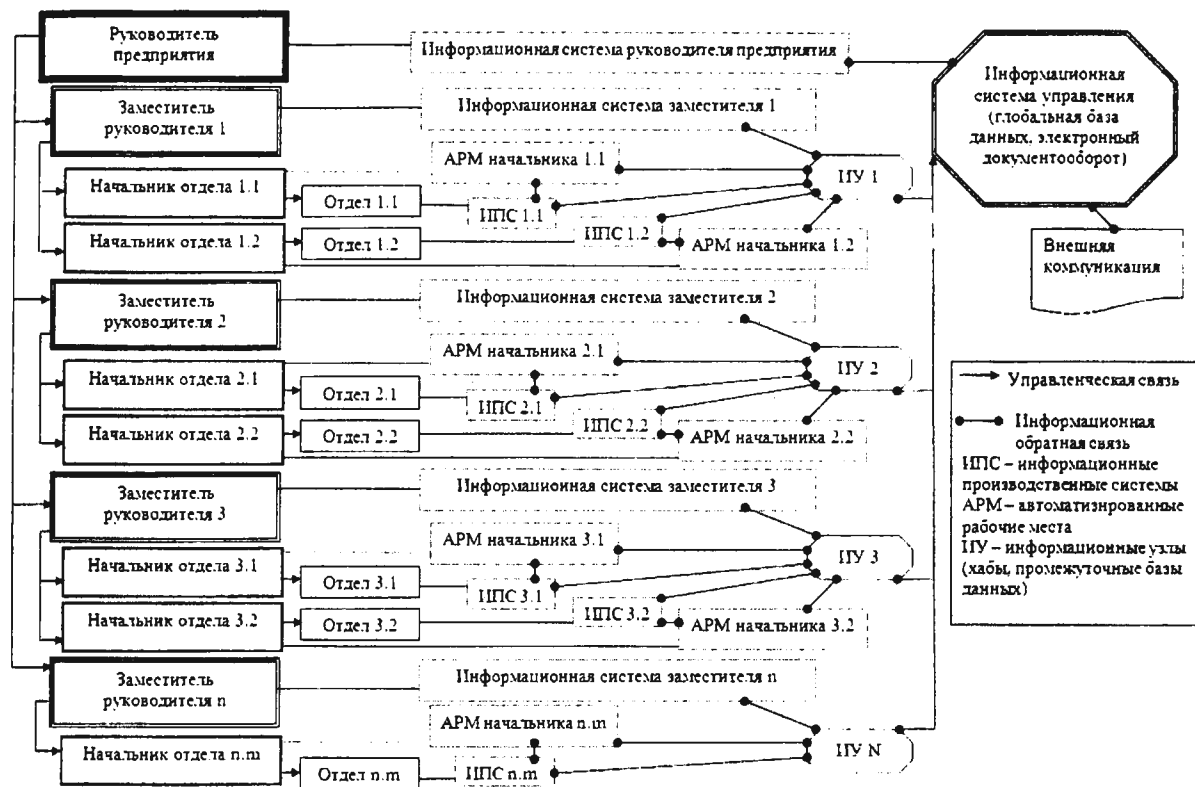 Руководитель
предприятия
Информационная система руководителя предприятия
Информационная
система управления
(глобальная база
данных, электронный
документооборот)
Заместитель
руководителя 1
Информационная система заместителя 1
АРМ начальника 1.1
ИУ 1
Начальник отдела 1.1
Отдел 1.1
ИПС 1.1
ИПС 1.2
Начальник отдела 1.2
Отдел 1.2
АРМ начальника 1.2
Внешняя
коммуникация
Заместитель
руководителя 2
Информационная система заместителя 2
АРМ начальника 2.1
ИУ 2
Начальник отдела 2.1
Отдел 2.1
ИПС 2.1
ИПС 2.2
Начальник отдела 2.2
Отдел 2.2
АРМ начальника 2.2
Управленческая связь
Информационная
обратная связь
ИПС – информационные
производственные системы
АРМ – автоматизированные
рабочие места
ИУ – информационные узлы
(хабы, промежуточные базы
данных)
Заместитель
руководителя 3
Информационная система заместителя 3
АРМ начальника 3.1
ИУ 3
Начальник отдела 3.1
Отдел 3.1
ИПС 3.1
ИПС 3.2
Начальник отдела 3.2
Отдел 3.2
АРМ начальника 3.2
Заместитель
руководителя n
Информационная система заместителя n
АРМ начальника n.m
ИУ N
Начальник отдела n.m
Отдел n.m
ИПС n.m